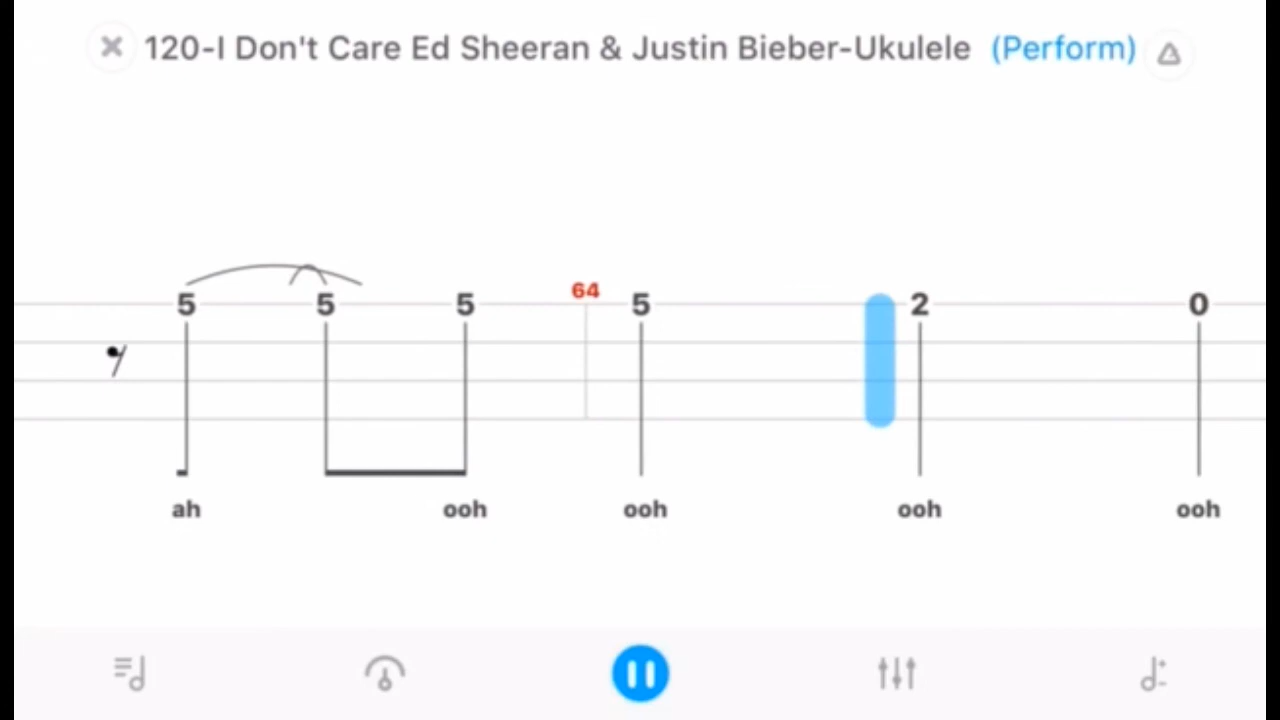 120-I Don't Care Ed Sheeran & Justin Bieber-Ukulele (Perform)
64
5 5 5 5 2 0
ah ooh ooh ooh ooh